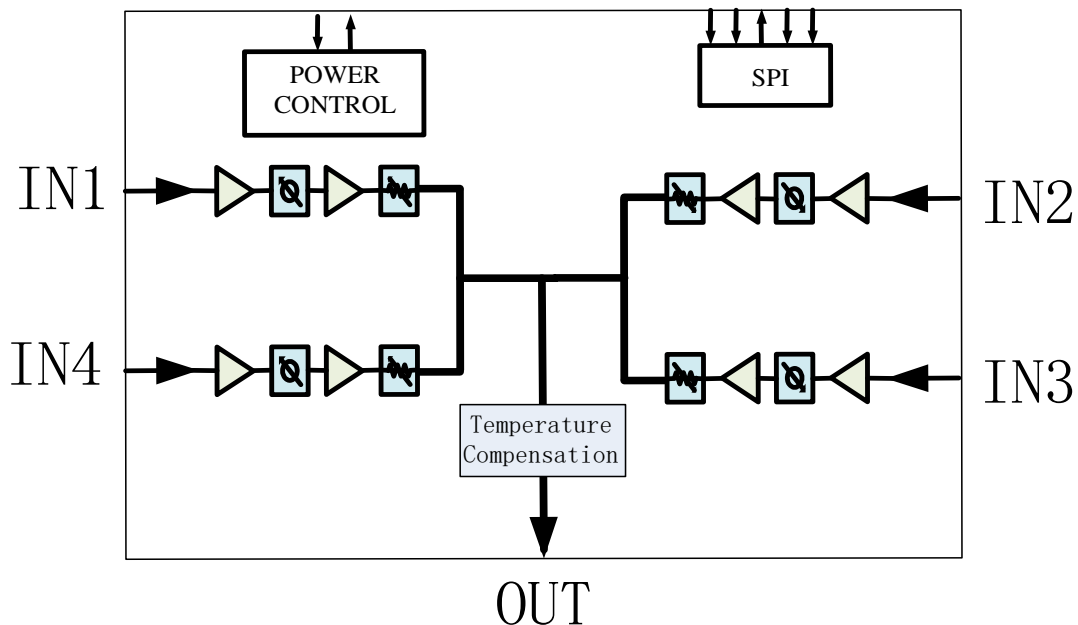 POWER
CONTROL
SPI
IN1
IN2
IN4
IN3
Temperature
Compensation
OUT